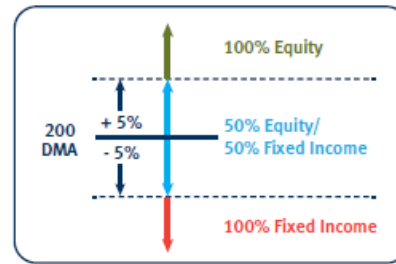 100% Equity
+ 5%
200
DMA
- 5%
50% Equity/
50% Fixed Income
100% Fixed Income